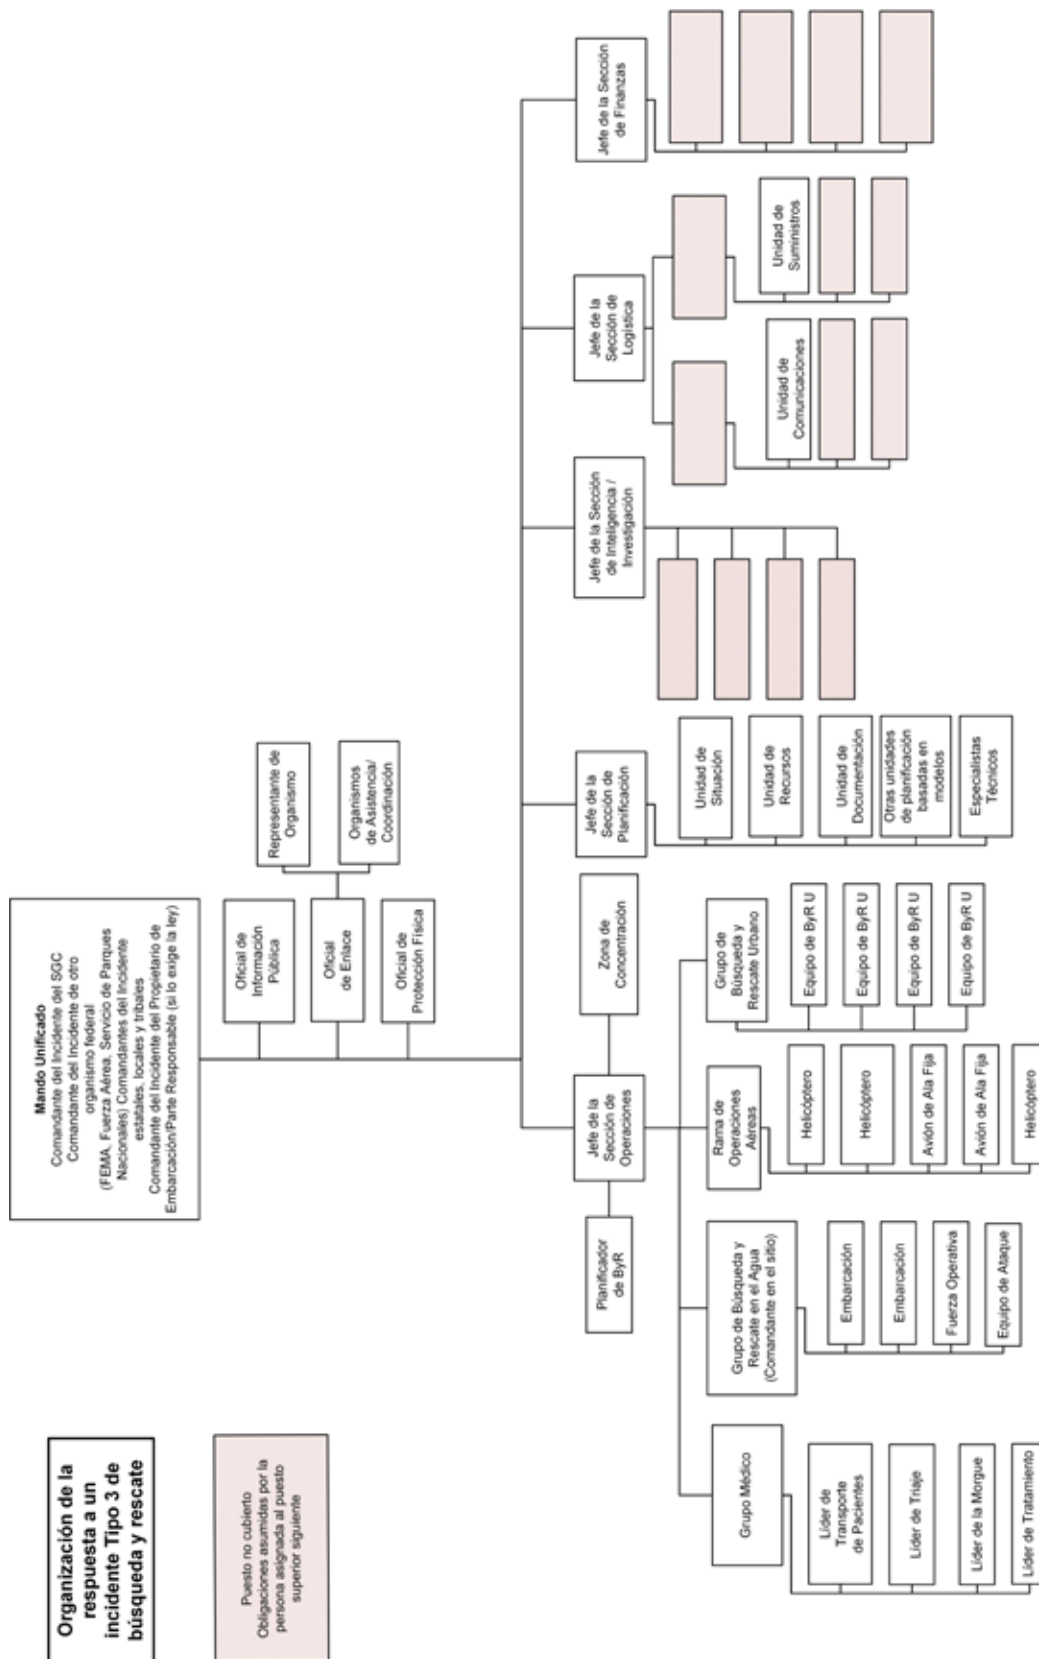 Organización de la
respuesta a un
incidente Tipo 3 de
búsqueda y rescate
Puesto no cubierto
Obligaciones asumidas por la
persona asignada al puesto
superior siguiente
Mando Unificado
Comandante del Incidente del SGC
Comandante del Incidente de otro
organismo federal
(FEMA, Fuerza Aérea, Servicio de Parques
Nacionales) Comandantes del Incidente
estatales, locales y tribales
Comandante del Incidente del Propietario de
Embarcación/Parte Responsable (si lo exige la ley)
Oficial de
Información
Pública
Oficial
de Enlace
Oficial de
Protección Física
Representante de
Organismo
Organismos
de Asistencia/
Coordinación
Planificador
de ByR
Jefe de la
Sección de
Operaciones
Zona de
Concentración
Jefe de la
Sección de
Planificación
Jefe de la Sección
de Inteligencia /
Investigación
Jefe de la
Sección de
Logística
Jefe de la Sección
de Finanzas
Grupo Médico
Líder de
Transporte
de Pacientes
Líder de Triaje
Líder de la Morgue
Líder de Tratamiento
Grupo de Búsqueda y
Rescate en el Agua
(Comandante en el sitio)
Embarcación
Embarcación
Fuerza Operativa
Equipo de Ataque
Rama de
Operaciones
Aéreas
Helicóptero
Helicóptero
Avión de Ala Fija
Avión de Ala Fija
Helicóptero
Grupo de
Búsqueda y
Rescate Urbano
Equipo de ByR U
Equipo de ByR U
Equipo de ByR U
Equipo de ByR U
Unidad de
Situación
Unidad de
Recursos
Unidad de
Documentación
Otras unidades
de planificación
basadas en
modelos
Especialistas
Técnicos
Unidad de
Comunicaciones
Unidad de
Suministros